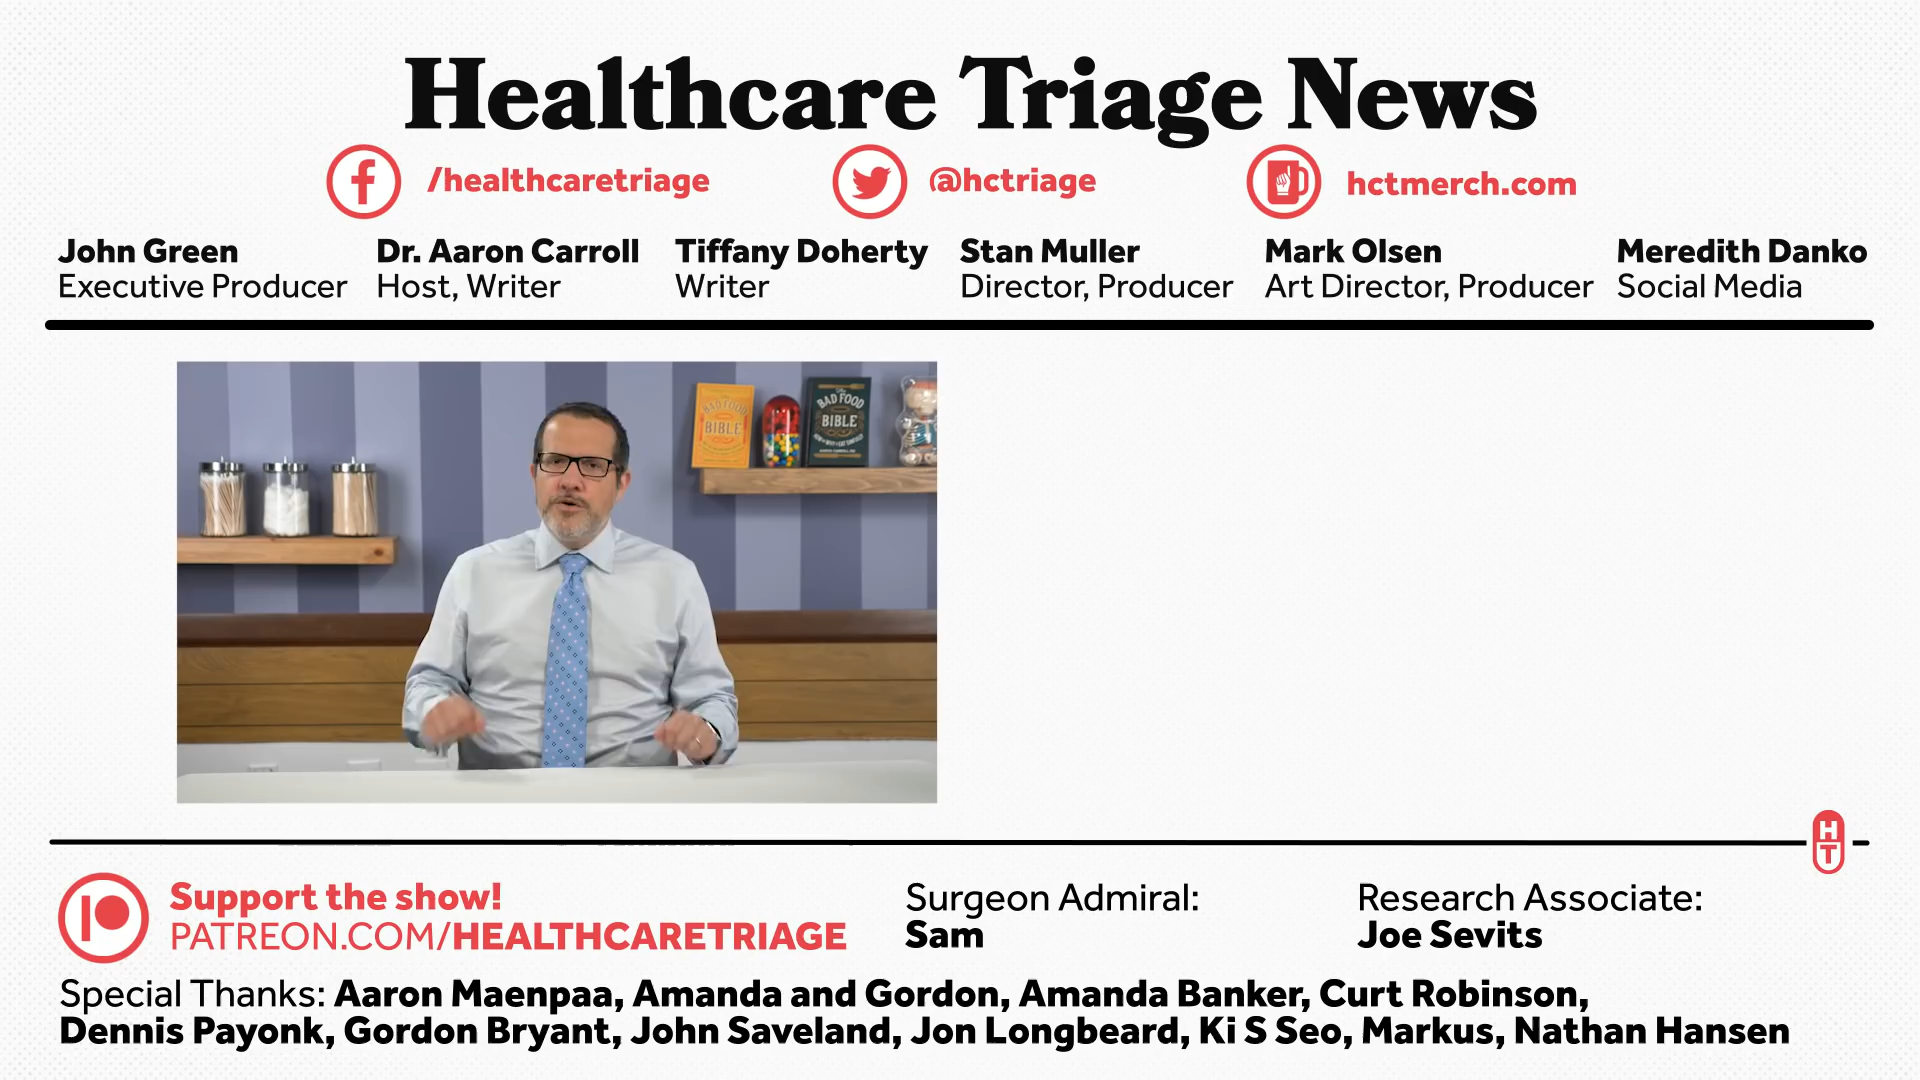 Healthcare Triage News
/healthcaretriage @hctriage hctmerch.com
John Green Dr. Aaron Carroll Tiffany Doherty Stan Muller Mark Olsen Meredith Danko
Executive Producer Host, Writer Writer Director, Producer Art Director, Producer Social Media
BAD FOOD
BIBLE
The
BAD FOOD
BIBLE
H
T
Support the show!
PATREON.COM/HEALTHCARETRIAGE
Surgeon Admiral:
Sam
Research Associate:
Joe Sevits
Special Thanks: Aaron Maenpaa, Amanda and Gordon, Amanda Banker, Curt Robinson,
Dennis Payonk, Gordon Bryant, John Saveland, Jon Longbeard, Ki S Seo, Markus, Nathan Hansen